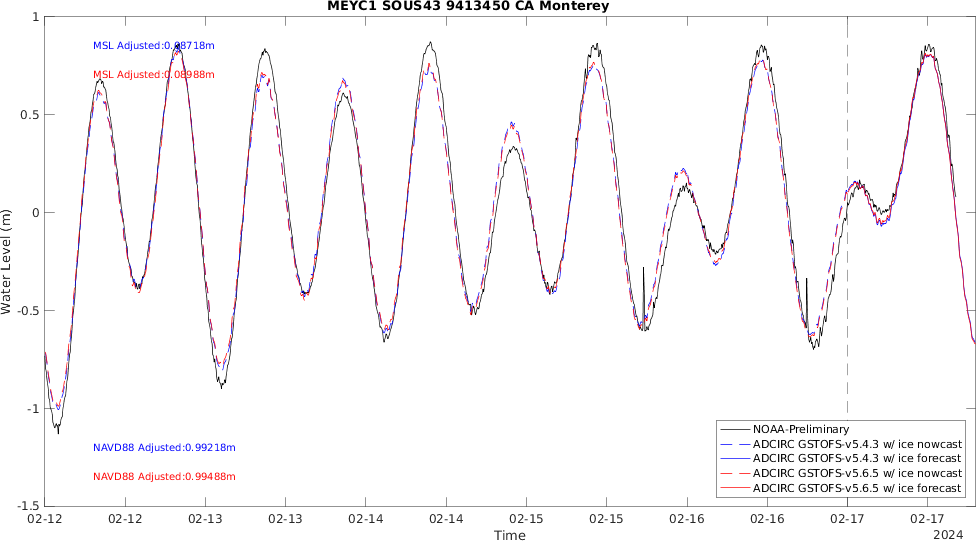 MEYC1 SOUS43 9413450 CA Monterey
MSL Adjusted:0.08718m
MSL Adjusted:0.08988m
NAVD88 Adjusted:0.99218m
NAVD88 Adjusted:0.99488m
Water Level (m)
1
0.5
0
-0.5
-1
-1.5
NOAA-Preliminary
ADCIRC GSTOFS-v5.4.3 w/ ice nowcast
ADCIRC GSTOFS-v5.4.3 w/ ice forecast
ADCIRC GSTOFS-v5.6.5 w/ ice nowcast
ADCIRC GSTOFS-v5.6.5 w/ ice forecast
02-12 02-12 02-13 02-13 02-14 02-14 02-15 02-15 02-16 02-16 02-17 02-17
2024
Time